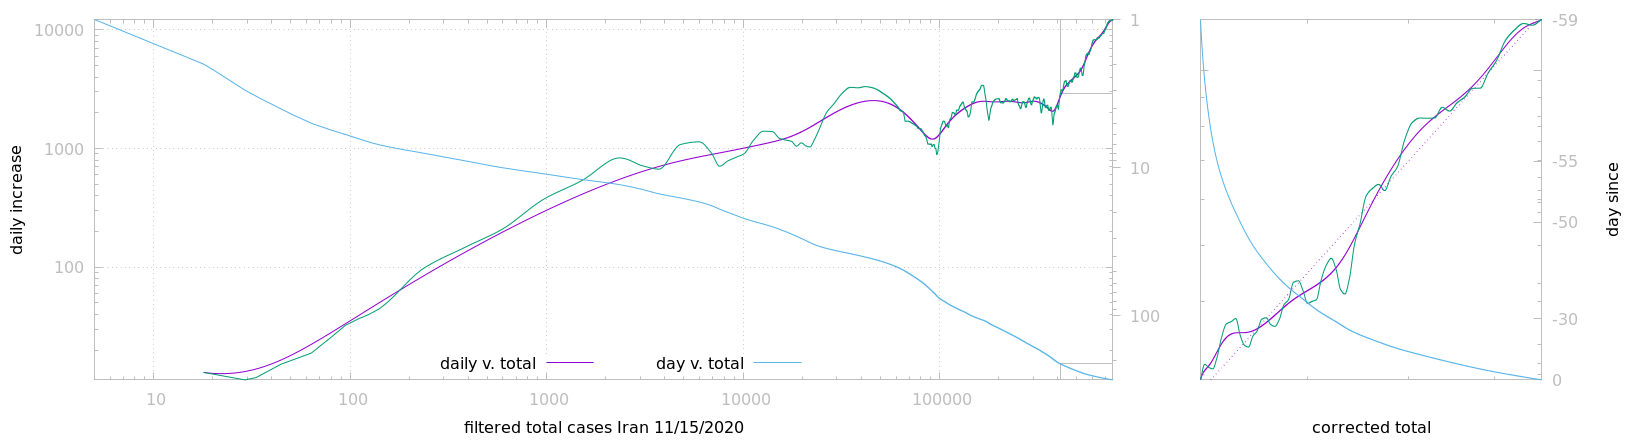 10000
1000
100
daily increase
1
10
100
daily v. total
day v. total
10
100
1000
10000
100000
filtered total cases Iran 11/15/2020
-59
-55
-50
-30
0
day since
corrected total